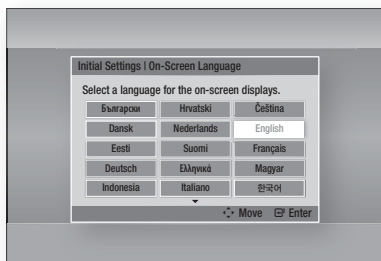 Initial Settings | On-Screen Language
Select a language for the on-screen displays.
Български Hrvatski Čeština
Dansk Nederlands English
Eesti Suomi Français
Deutsch Ελληνικά Magyar
Indonesia Italiano 한국어
Move Enter